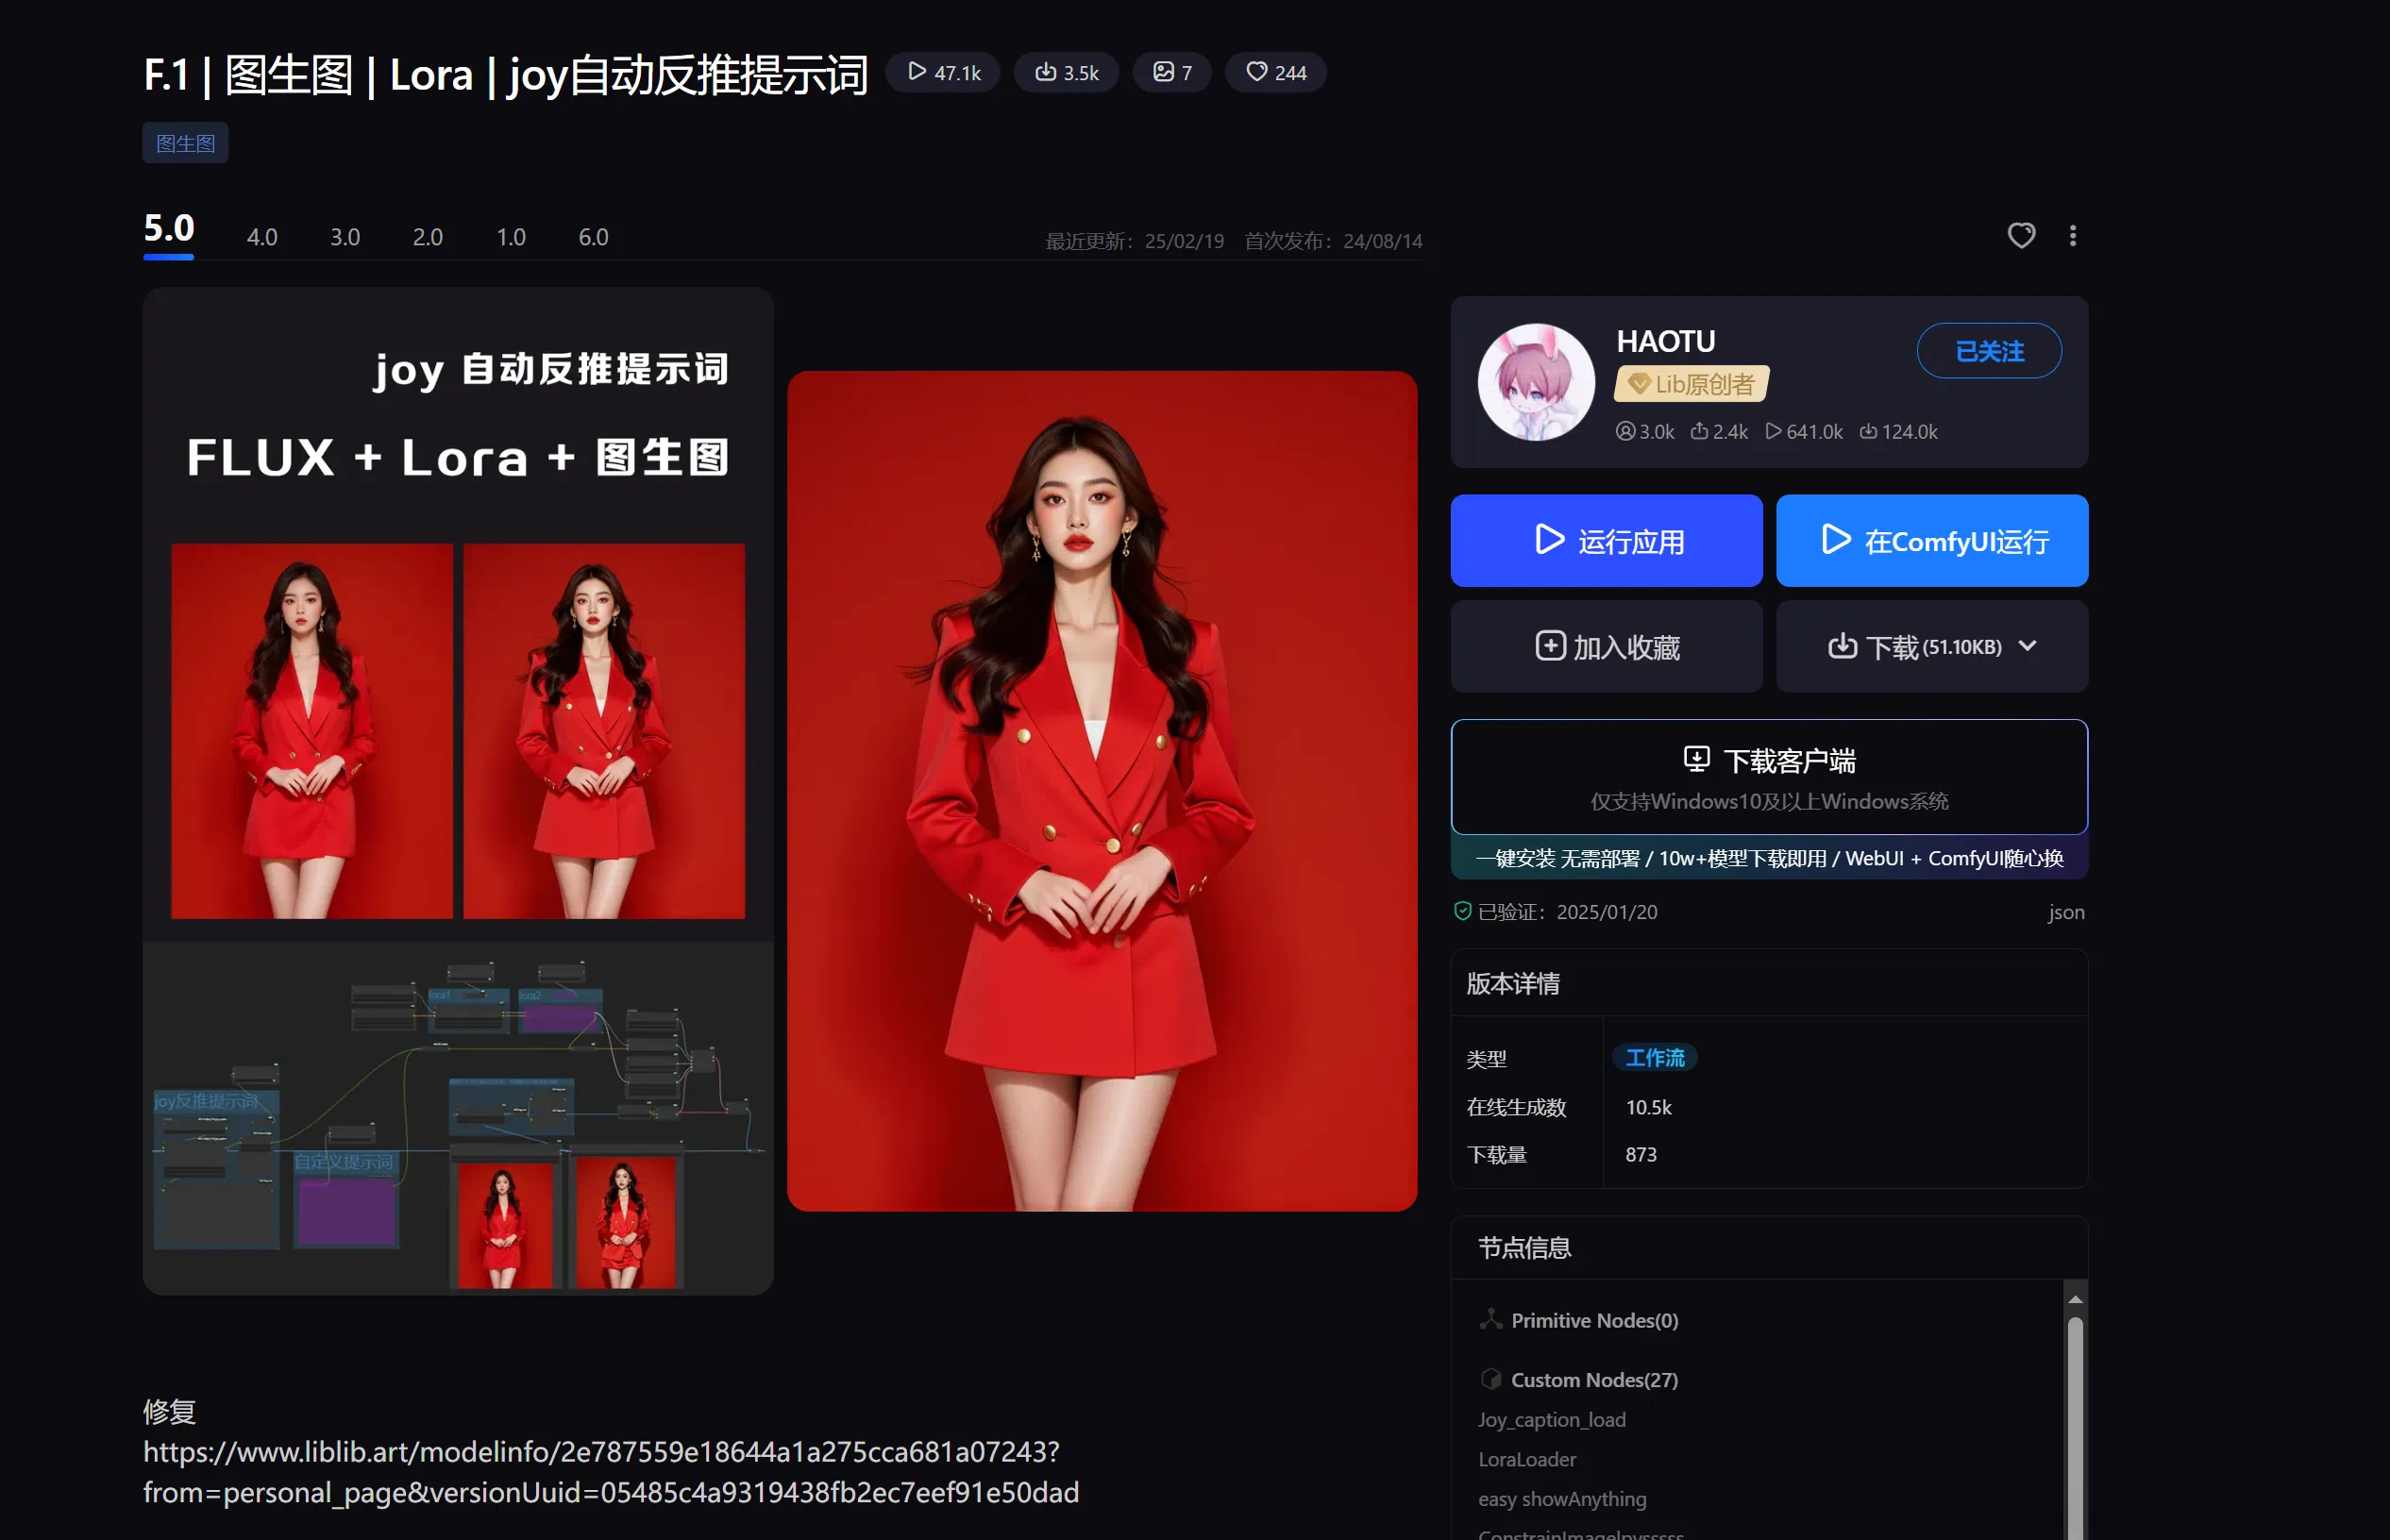 F.1 | 图生图 | Lora | joy自动反推提示词
47.1k
3.5k
7
244
图生图
5.0
4.0
3.0
2.0
1.0
6.0
最近更新：25/02/19
首次发布：24/08/14
joy 自动反推提示词
FLUX + Lora + 图生图
lora1
lora2
joy反推提示词
自定义提示词
修复
https://www.liblib.art/modelinfo/2e787559e18644a1a275cca681a07243?
from=personal_page&versionUuid=05485c4a9319438fb2ec7eef91e50dad
HAOTU
已关注
Lib原创者
3.0k
2.4k
641.0k
124.0k
运行应用
在ComfyUI运行
加入收藏
下载 (51.10KB)
下载客户端
仅支持Windows10及以上Windows系统
一键安装 无需部署 / 10w+模型下载即用 / WebUI + ComfyUI随心换
已验证：2025/01/20
json
版本详情
类型
工作流
在线生成数
10.5k
下载量
873
节点信息
Primitive Nodes(0)
Custom Nodes(27)
Joy_caption_load
LoraLoader
easy showAnything